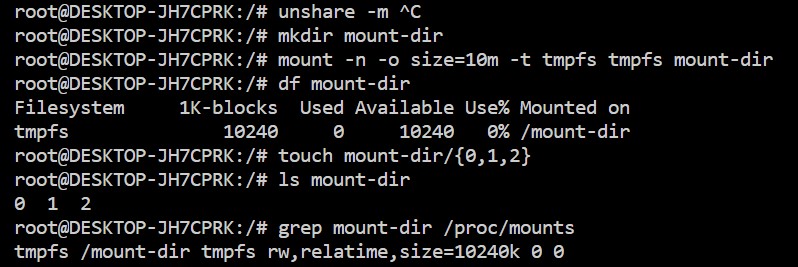 root@DESKTOP-JH7CPRK:/# unshare -m ^C
root@DESKTOP-JH7CPRK:/# mkdir mount-dir
root@DESKTOP-JH7CPRK:/# mount -n -o size=10m -t tmpfs tmpfs mount-dir
root@DESKTOP-JH7CPRK:/# df mount-dir
Filesystem     1K-blocks  Used Available Use% Mounted on
tmpfs              10240     0     10240   0% /mount-dir
root@DESKTOP-JH7CPRK:/# touch mount-dir/{0,1,2}
root@DESKTOP-JH7CPRK:/# ls mount-dir
0  1  2
root@DESKTOP-JH7CPRK:/# grep mount-dir /proc/mounts
tmpfs /mount-dir tmpfs rw,relatime,size=10240k 0 0